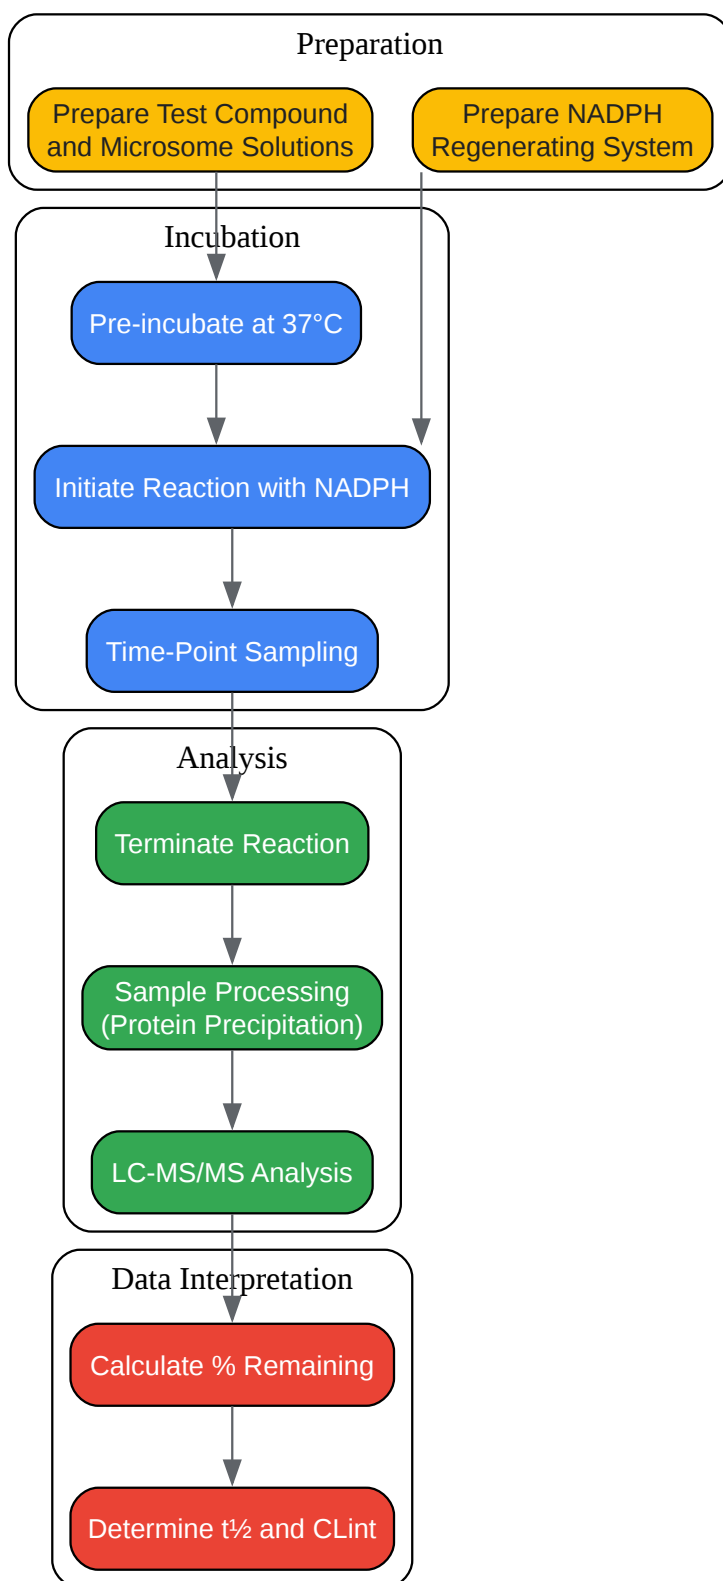 Preparation
Prepare Test Compound
and Microsome Solutions
Prepare NADPH
Regenerating System
Incubation
Pre-incubate at 37°C
Initiate Reaction with NADPH
Time-Point Sampling
Analysis
Terminate Reaction
Sample Processing
(Protein Precipitation)
LC-MS/MS Analysis
Data Interpretation
Calculate % Remaining
Determine t½ and CLint